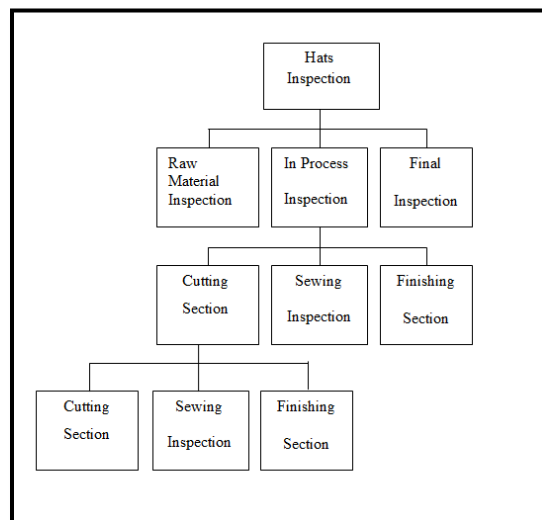 Hats
Inspection
Raw
Material
Inspection
In Process
Inspection
Final
Inspection
Cutting
Section
Sewing
Inspection
Finishing
Section
Cutting
Section
Sewing
Inspection
Finishing
Section